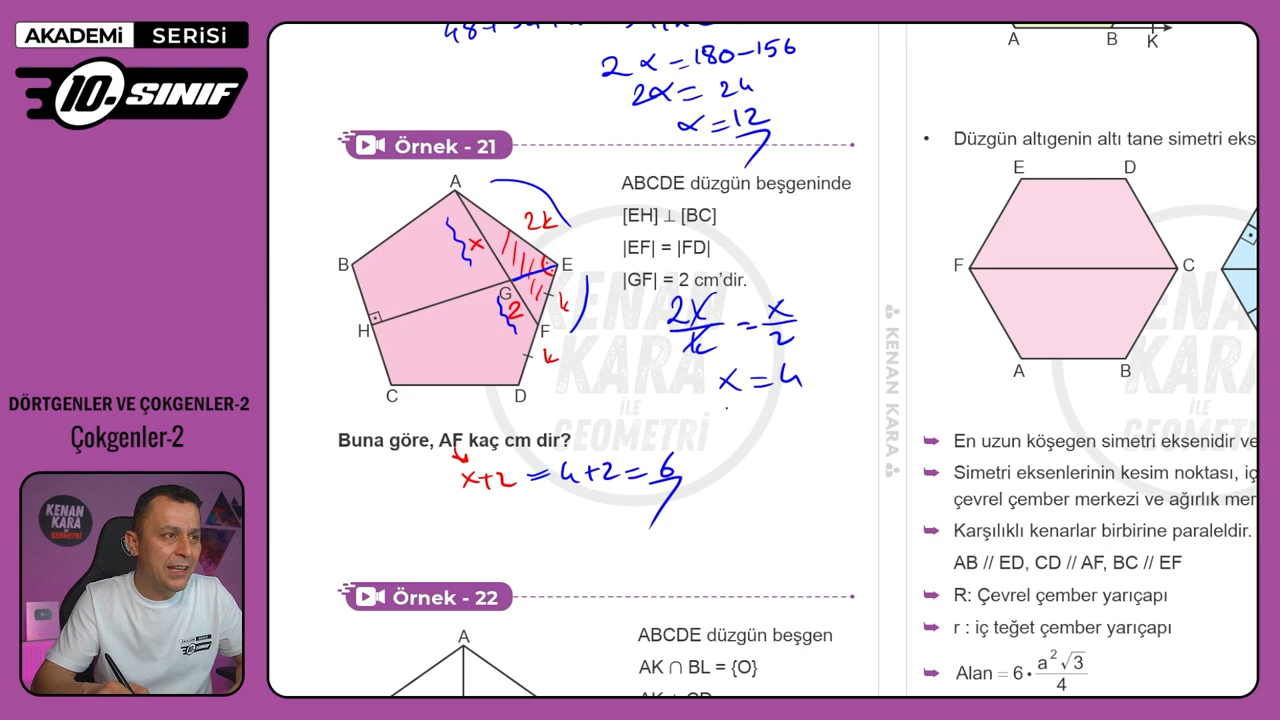 AKADEMİ SERİSİ
10. SINIF
DÖRTGENLER VE ÇOKGENLER-2
Çokgenler-2
KENAN
KARA
ile
GEOMETRİ
2α = 180-156
2α = 24
α = 12
Örnek - 21
A
B
C
D
E
F
G
H
2k
x
2
k
k
ABCDE düzgün beşgeninde
[EH] ⊥ [BC]
|EF| = |FD|
|GF| = 2 cm'dir.
2k/k = x/2
x = 4
KENAN
KARA
İLE
GEOMETRİ
Buna göre, AF kaç cm dir?
x+2 = 4+2 = 6
Örnek - 22
A
ABCDE düzgün beşgen
AK ∩ BL = {O}
KENAN KARA
A B K
• Düzgün altıgenin altı tane simetri eks
E D
F C
A B
En uzun köşegen simetri eksenidir ve
Simetri eksenlerinin kesim noktası, iç
çevrel çember merkezi ve ağırlık mer
Karşılıklı kenarlar birbirine paraleldir.
AB // ED, CD // AF, BC // EF
R: Çevrel çember yarıçapı
r : iç teğet çember yarıçapı
Alan = 6 • a²√3/4